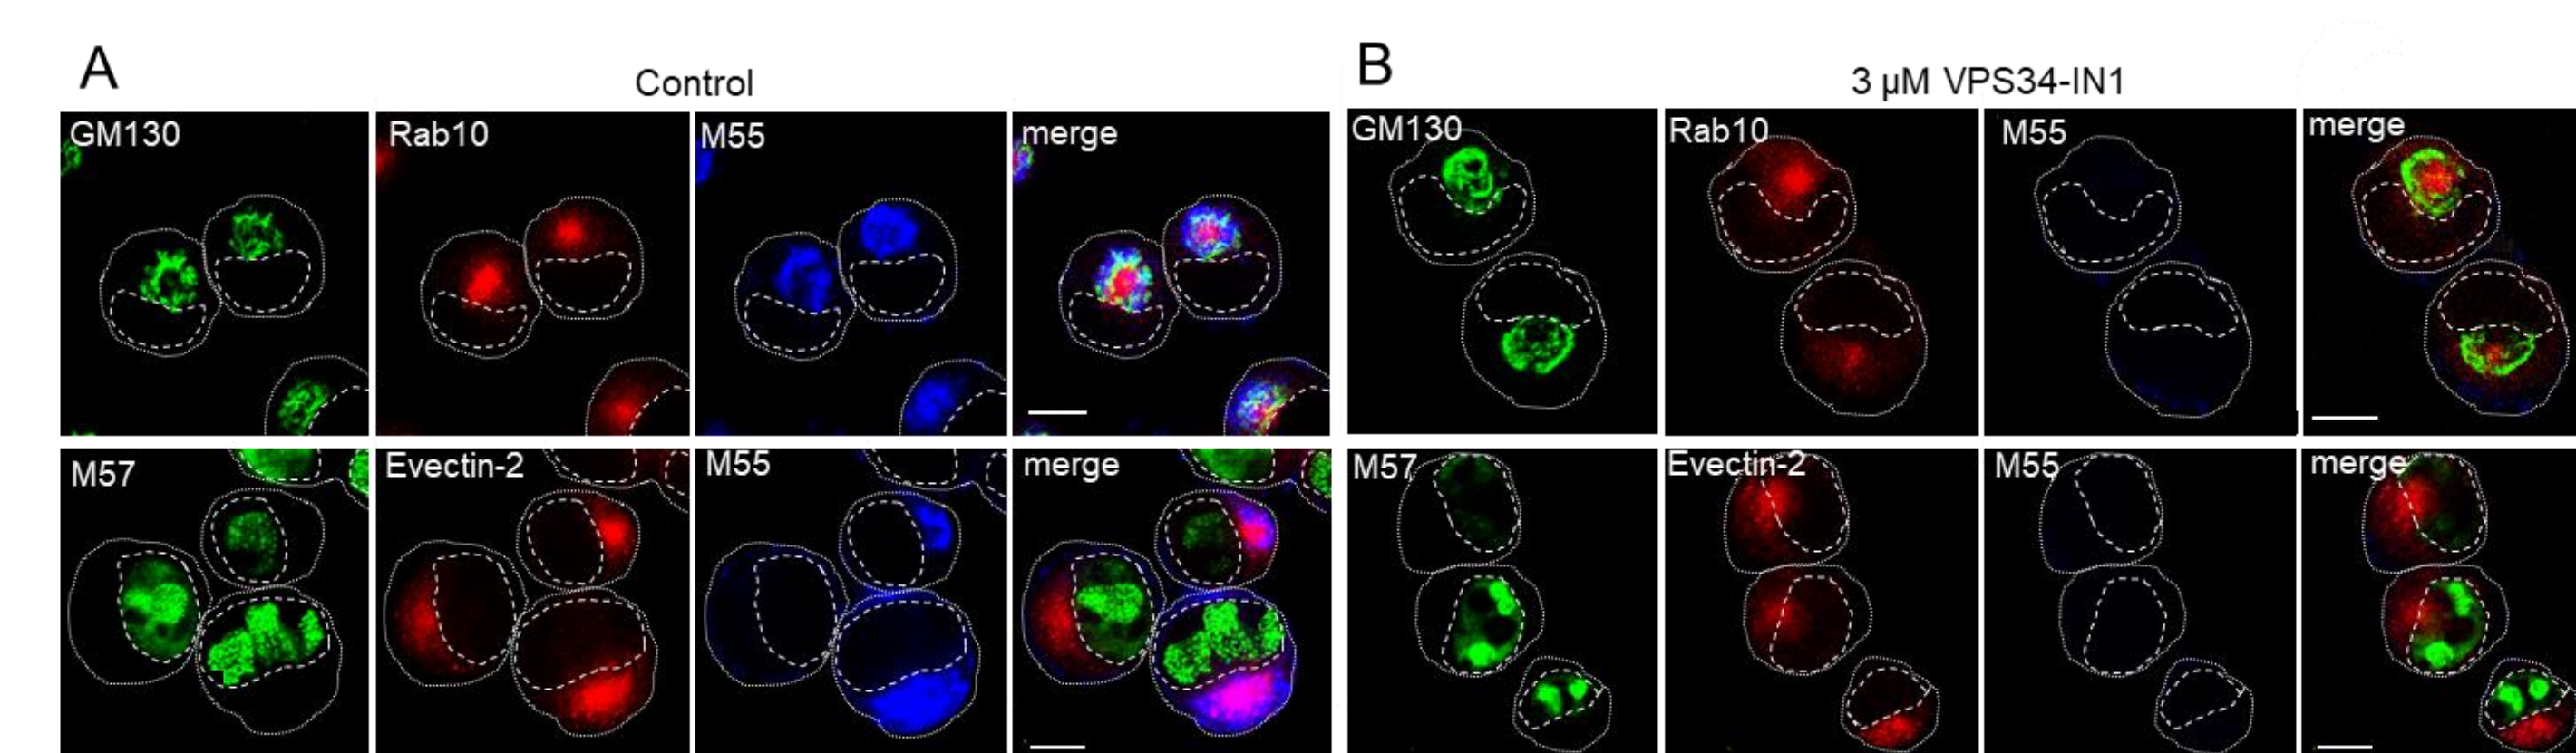 A
Control
GM130
Rab10
M55
merge
M57
Evectin-2
M55
merge
B
3 µM VPS34-IN1
GM130
Rab10
M55
merge
M57
Evectin-2
M55
merge